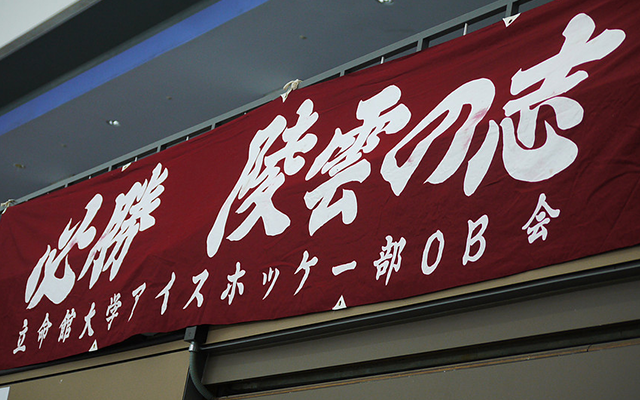 必勝 陵雲の志
立命館大学アイスホッケー部OB会